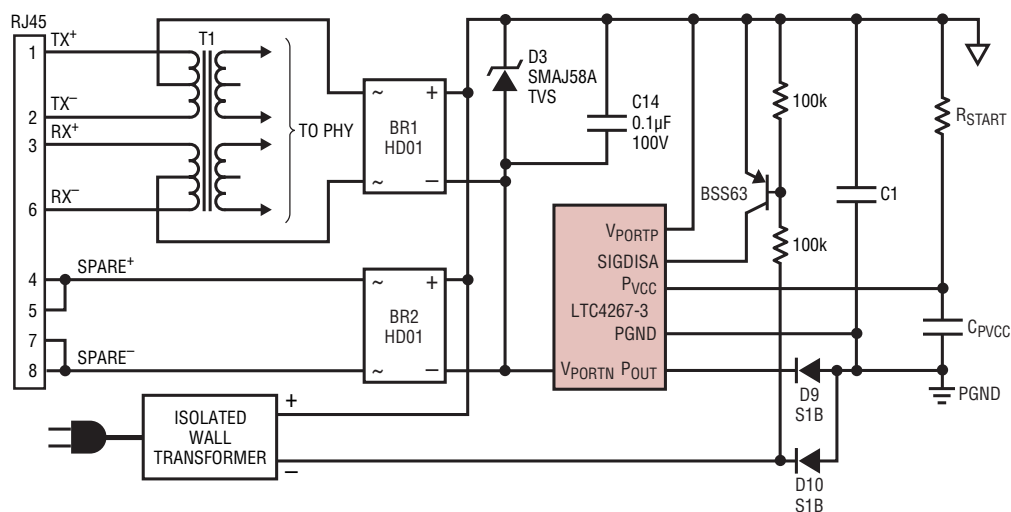 RJ45
1
TX+
2
TX–
3
RX+
6
RX–
T1
TO PHY
~
+
BR1
HD01
~
–
D3
SMAJ58A
TVS
C14
0.1µF
100V
100k
BSS63
100k
C1
RSTART
VPORTP
SIGDISA
PVCC
LTC4267-3
PGND
VPORTN
POUT
CPVCC
PGND
4
SPARE+
5
7
SPARE–
8
~
+
BR2
HD01
~
–
D9
S1B
D10
S1B
+
ISOLATED
WALL
TRANSFORMER
–